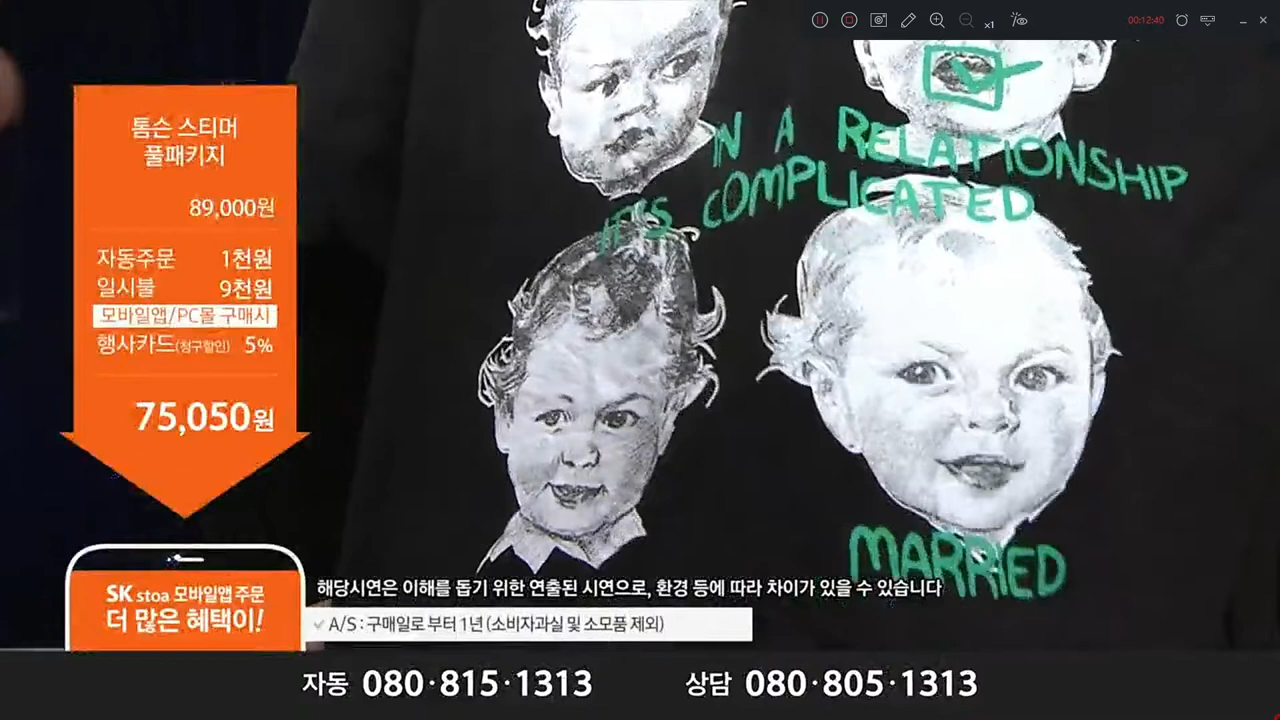 x1
00:12:40
톰슨 스티머
풀패키지
89,000원
자동주문 1천원
일시불 9천원
모바일앱/PC몰 구매시
행사카드(청구할인) 5%
75,050원
SK stoa 모바일앱 주문
더 많은 혜택이!
IN A RELATIONSHIP
IT'S COMPLICATED
MARRIED
해당시연은 이해를 돕기 위한 연출된 시연으로, 환경 등에 따라 차이가 있을 수 있습니다
A/S : 구매일로 부터 1년 (소비자과실 및 소모품 제외)
자동 080·815·1313 상담 080·805·1313